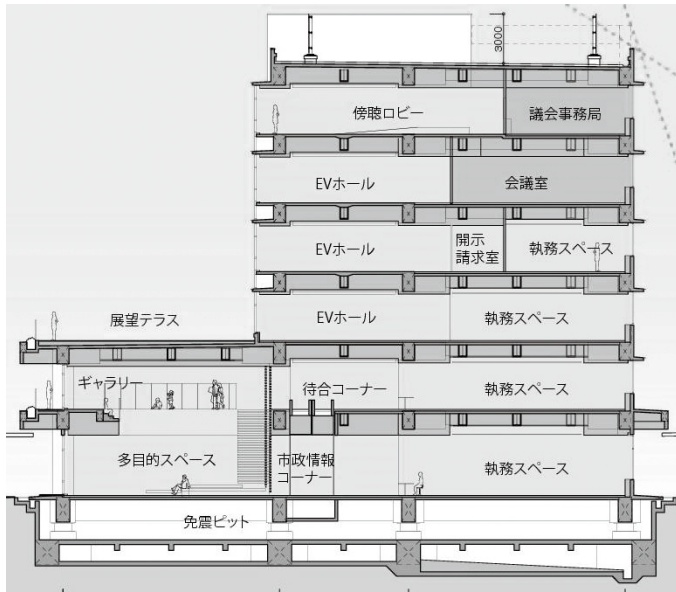 3000
傍聴ロビー
議会事務局
EVホール
会議室
EVホール
開示
請求室
執務スペース
EVホール
執務スペース
展望テラス
ギャラリー
待合コーナー
執務スペース
多目的スペース
市政情報
コーナー
執務スペース
免震ピット